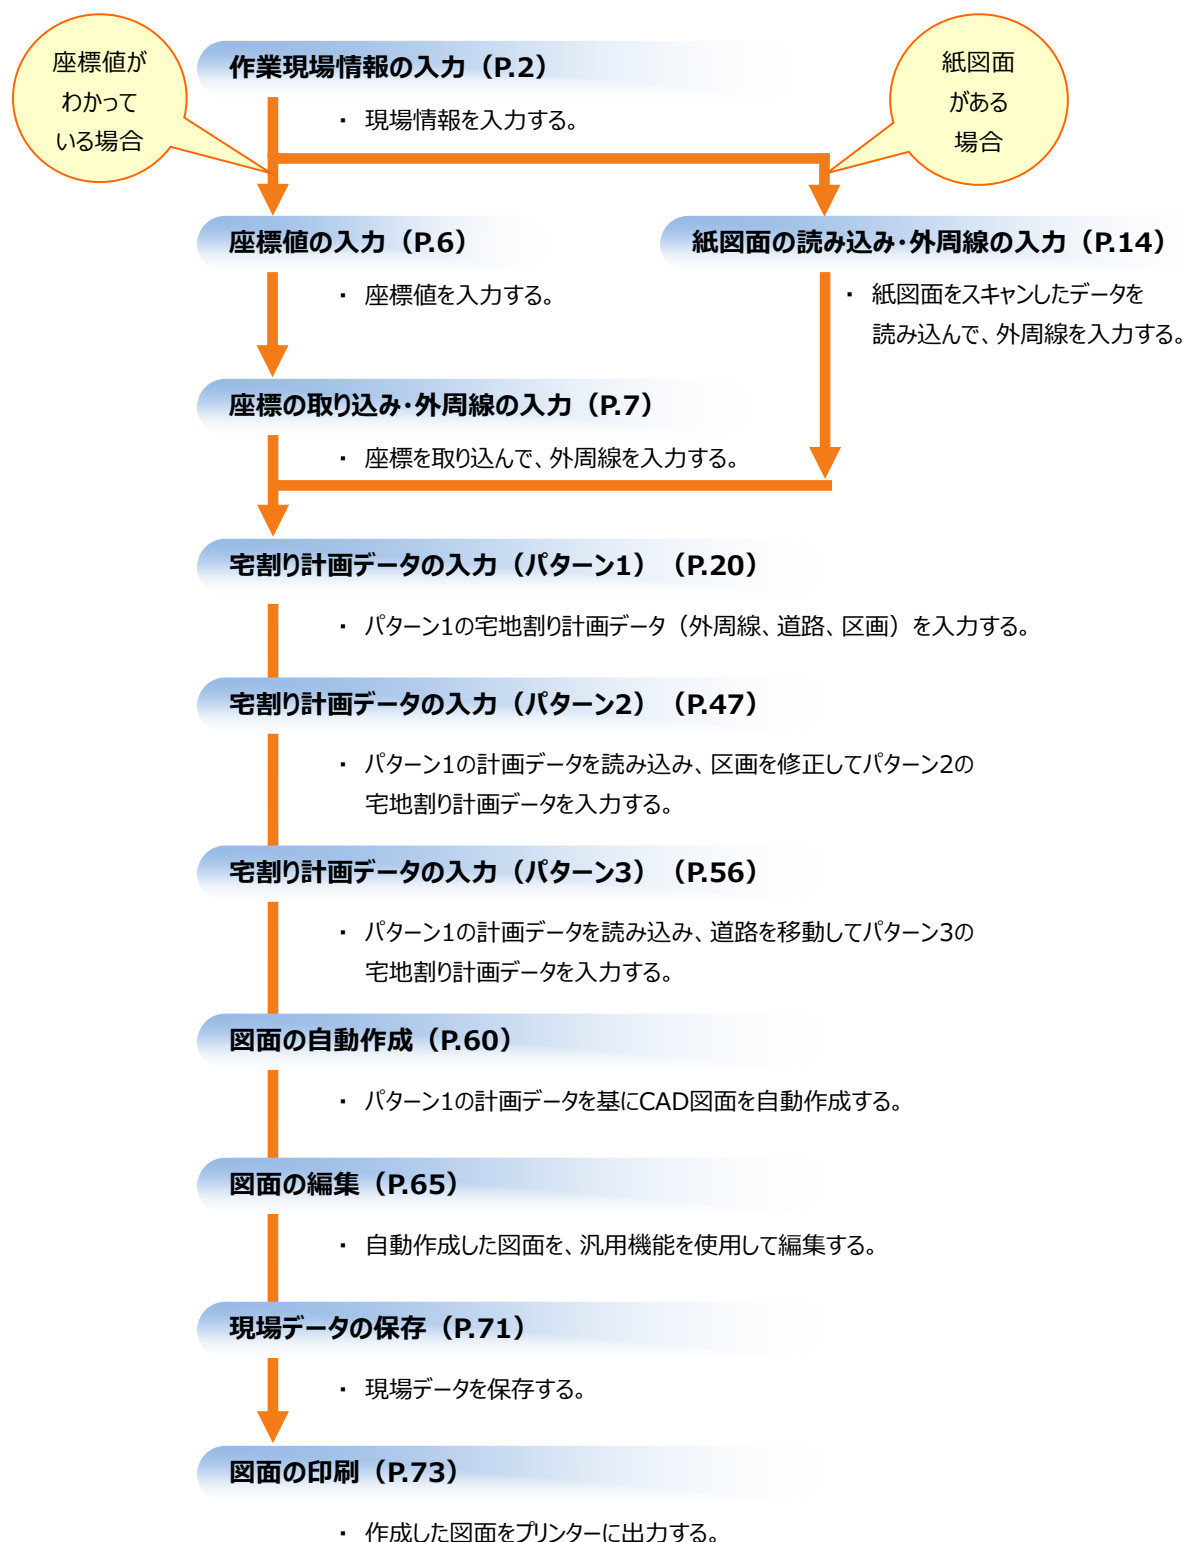 座標値が
わかって
いる場合
作業現場情報の入力（P.2）
・ 現場情報を入力する。
紙図面
がある
場合
座標値の入力（P.6）
・ 座標値を入力する。
紙図面の読み込み・外周線の入力（P.14）
・ 紙図面をスキャンしたデータを
読み込んで、外周線を入力する。
座標の取り込み・外周線の入力（P.7）
・ 座標を取り込んで、外周線を入力する。
宅割り計画データの入力（パターン1）（P.20）
・ パターン1の宅地割り計画データ（外周線、道路、区画）を入力する。
宅割り計画データの入力（パターン2）（P.47）
・ パターン1の計画データを読み込み、区画を修正してパターン2の
宅地割り計画データを入力する。
宅割り計画データの入力（パターン3）（P.56）
・ パターン1の計画データを読み込み、道路を移動してパターン3の
宅地割り計画データを入力する。
図面の自動作成（P.60）
・ パターン1の計画データを基にCAD図面を自動作成する。
図面の編集（P.65）
・ 自動作成した図面を、汎用機能を使用して編集する。
現場データの保存（P.71）
・ 現場データを保存する。
図面の印刷（P.73）
・ 作成した図面をプリンターに出力する。